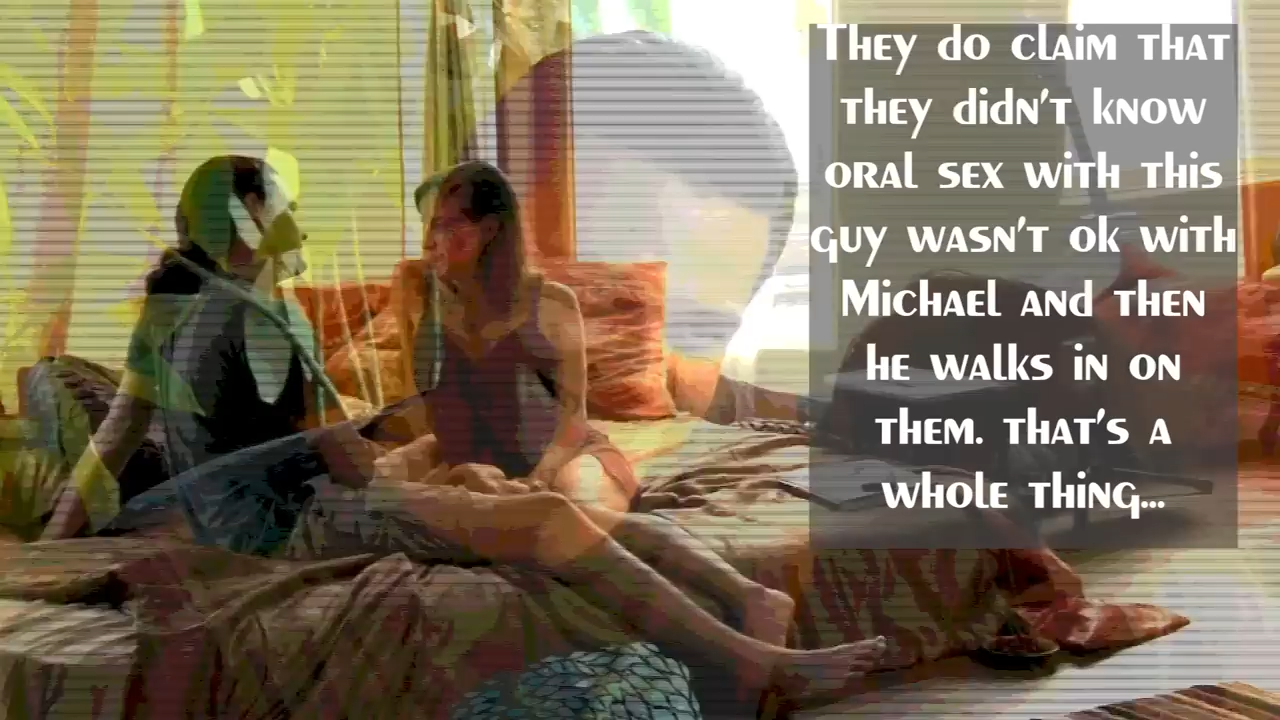 They do claim that
they didn't know
oral sex with this
guy wasn't ok with
Michael and then
he walks in on
them. that's a
whole thing...